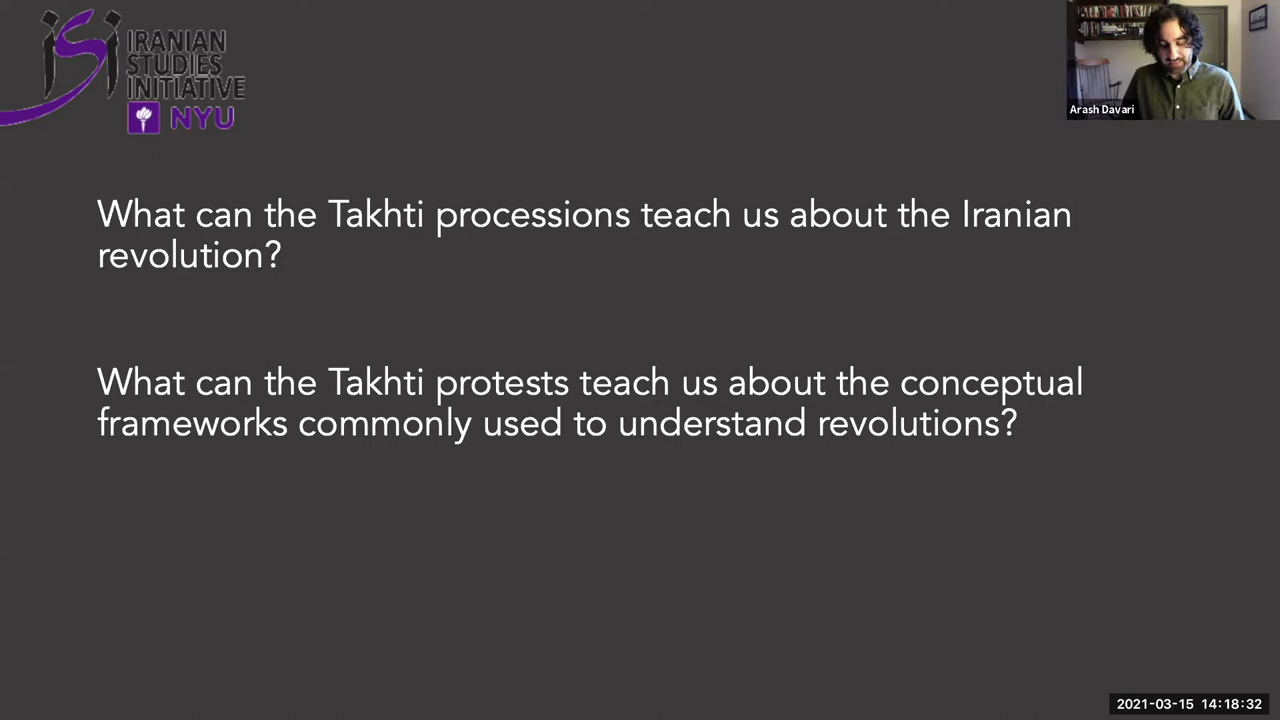 isi
IRANIAN
STUDIES
INITIATIVE
NYU
Arash Davari
What can the Takhti processions teach us about the Iranian
revolution?
What can the Takhti protests teach us about the conceptual
frameworks commonly used to understand revolutions?
2021-03-15 14:18:32